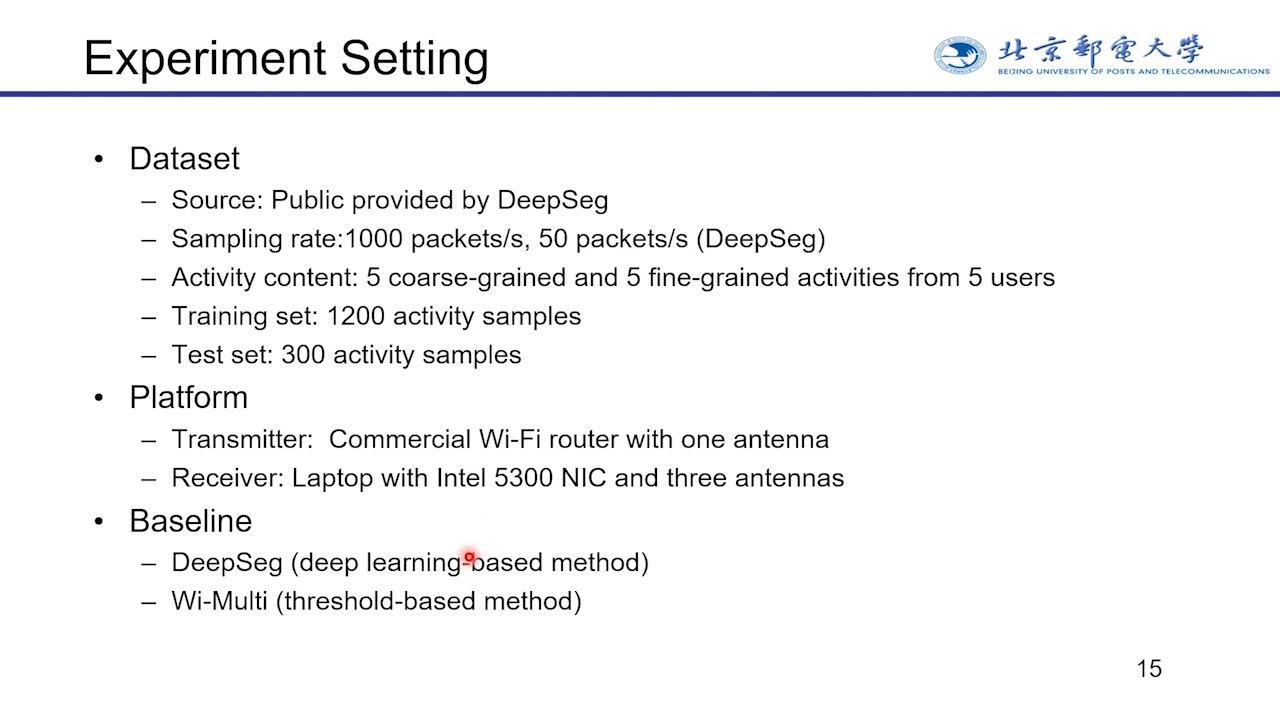 Experiment Setting
北京郵電大學
BEIJING UNIVERSITY OF POSTS AND TELECOMMUNICATIONS
• Dataset
– Source: Public provided by DeepSeg
– Sampling rate:1000 packets/s, 50 packets/s (DeepSeg)
– Activity content: 5 coarse-grained and 5 fine-grained activities from 5 users
– Training set: 1200 activity samples
– Test set: 300 activity samples
• Platform
– Transmitter:  Commercial Wi-Fi router with one antenna
– Receiver: Laptop with Intel 5300 NIC and three antennas
• Baseline
– DeepSeg (deep learning-based method)
– Wi-Multi (threshold-based method)
15